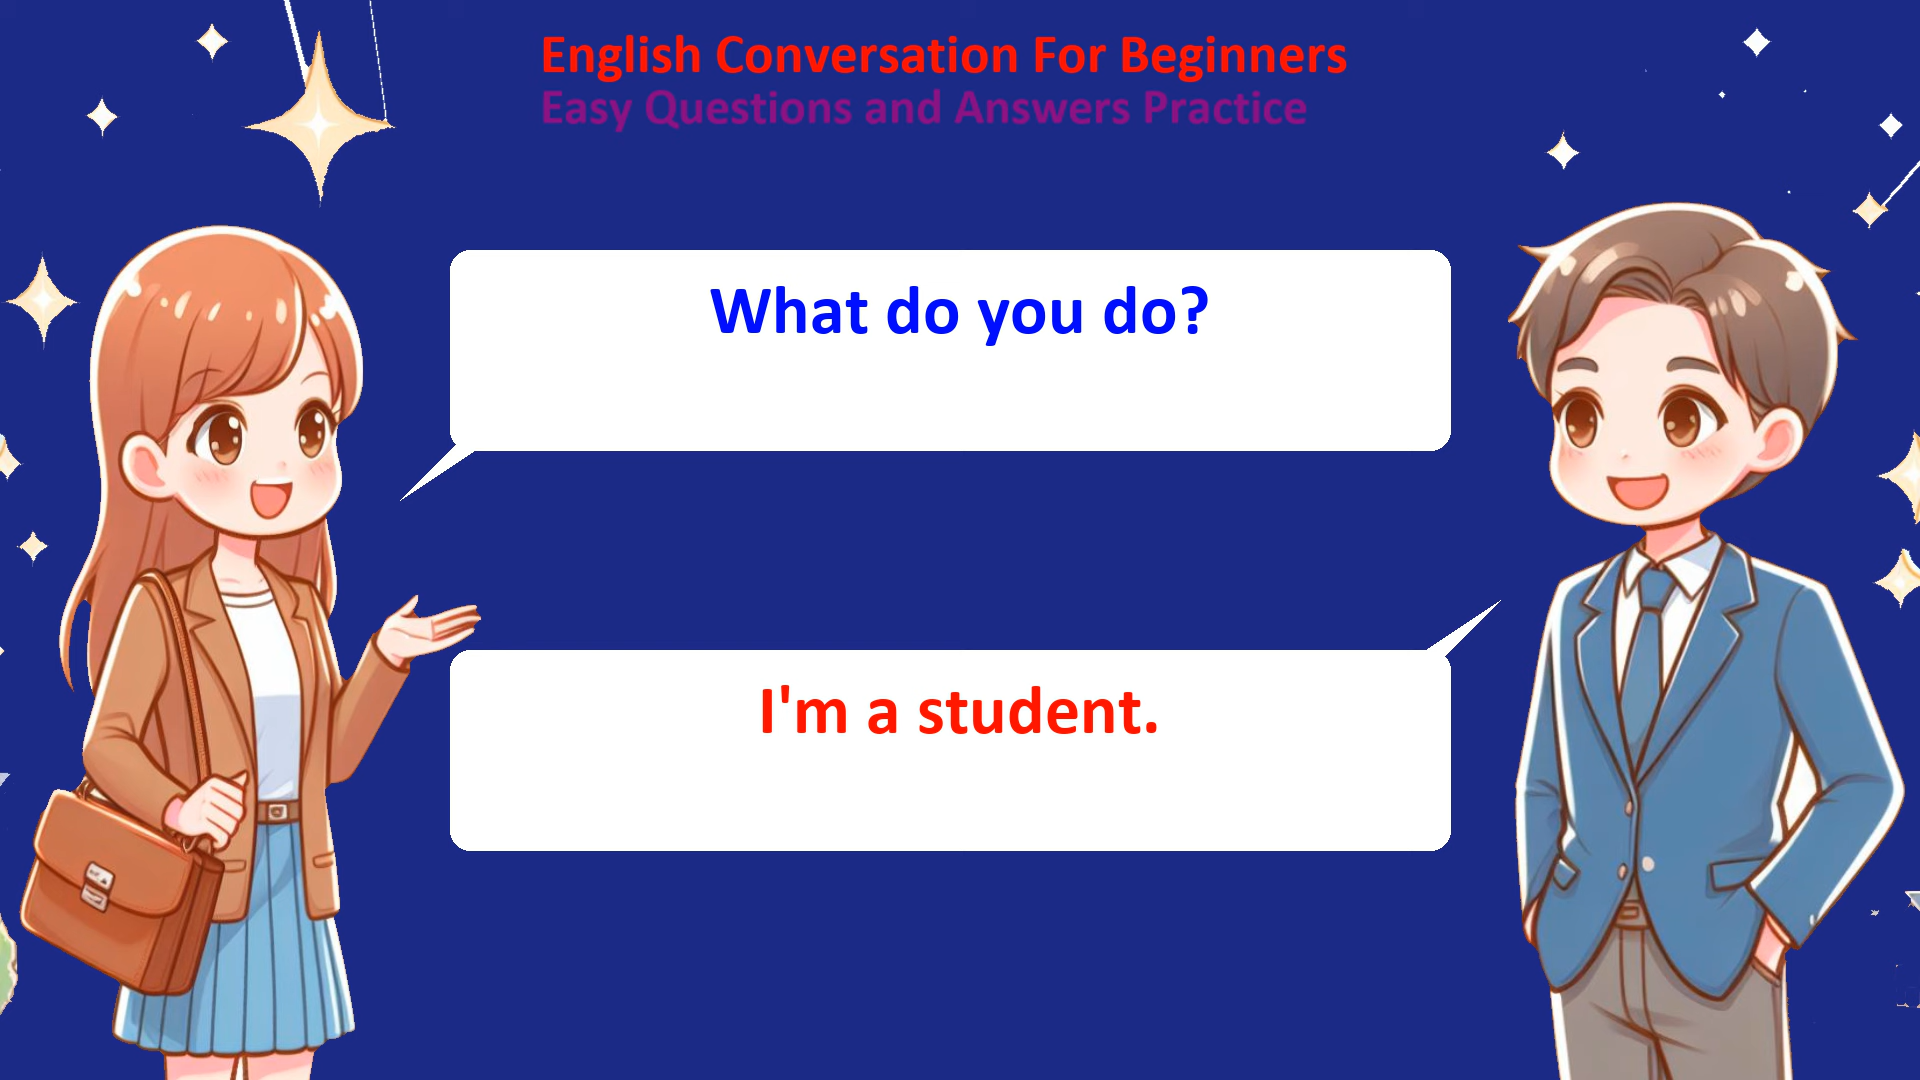 English Conversation For Beginners
Easy Questions and Answers Practice
What do you do?
I'm a student.